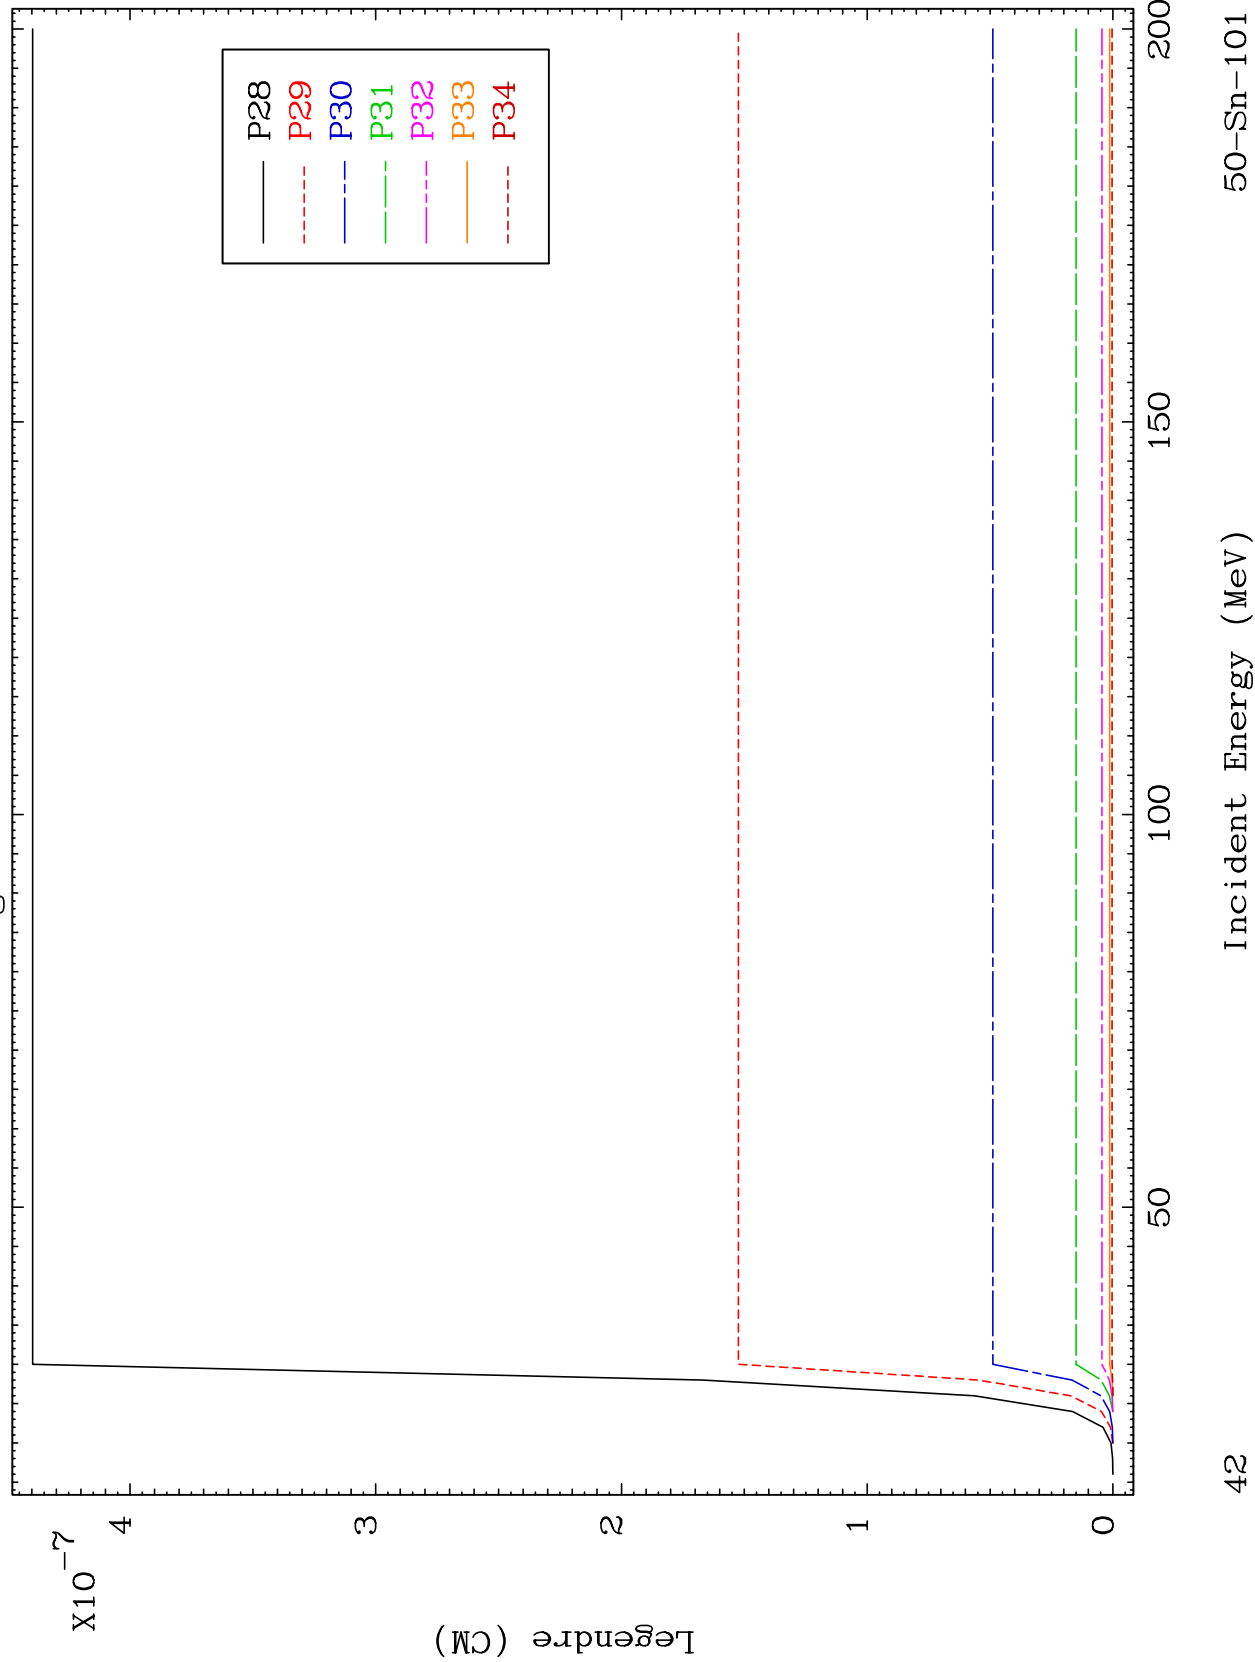 X10-7
Legendre (CM)
4
3
2
1
0
P28
P29
P30
P31
P32
P33
P34
50
100
150
200
Incident Energy (MeV)
42
50-Sn-101